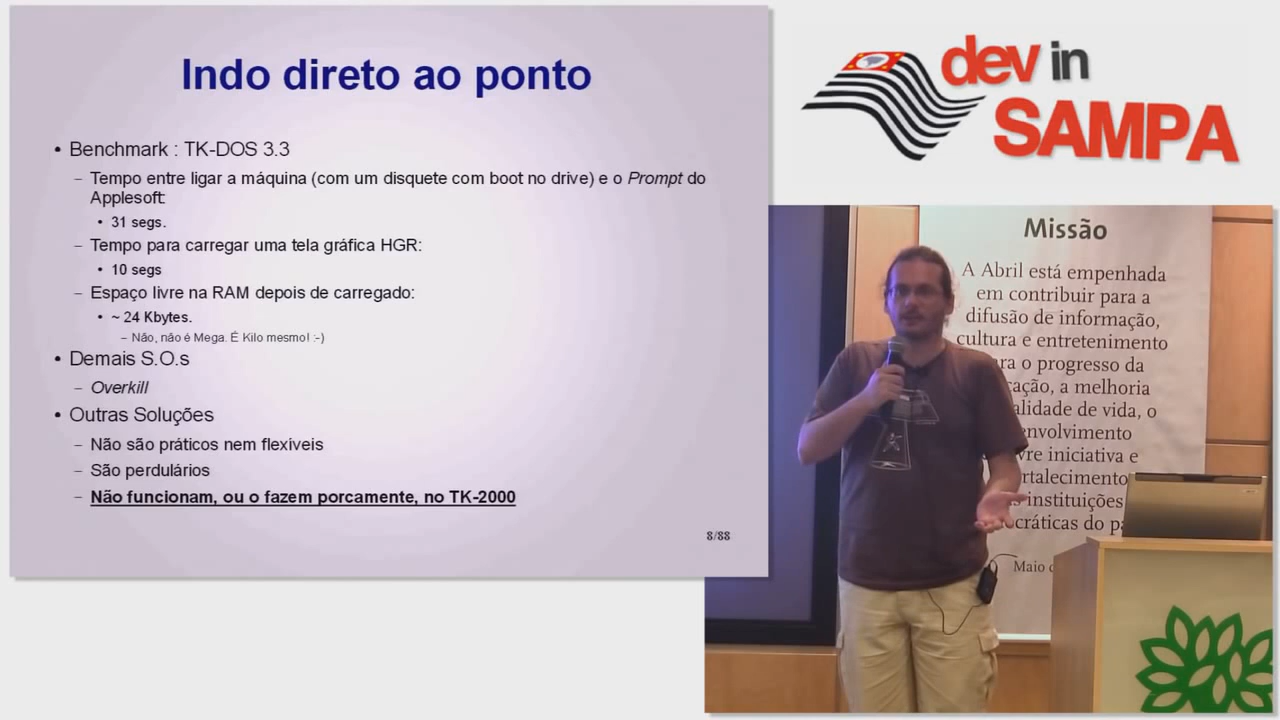 Indo direto ao ponto
• Benchmark : TK-DOS 3.3
– Tempo entre ligar a máquina (com um disquete com boot no drive) e o Prompt do
Applesoft:
• 31 segs.
– Tempo para carregar uma tela gráfica HGR:
• 10 segs
– Espaço livre na RAM depois de carregado:
• ~ 24 Kbytes.
– Não, não é Mega. É Kilo mesmo! :-)
• Demais S.O.s
– Overkill
• Outras Soluções
– Não são práticos nem flexíveis
– São perdulários
– Não funcionam, ou o fazem porcamente, no TK-2000
8/88
dev in
SAMPA
Missão
A Abril está empenhada
em contribuir para a
difusão de informação,
cultura e entretenimento
ra o progresso da
cação, a melhoria
alidade de vida, o
envolvimento
vre iniciativa e
rtalecimento
instituições
cráticas do pa
Maio